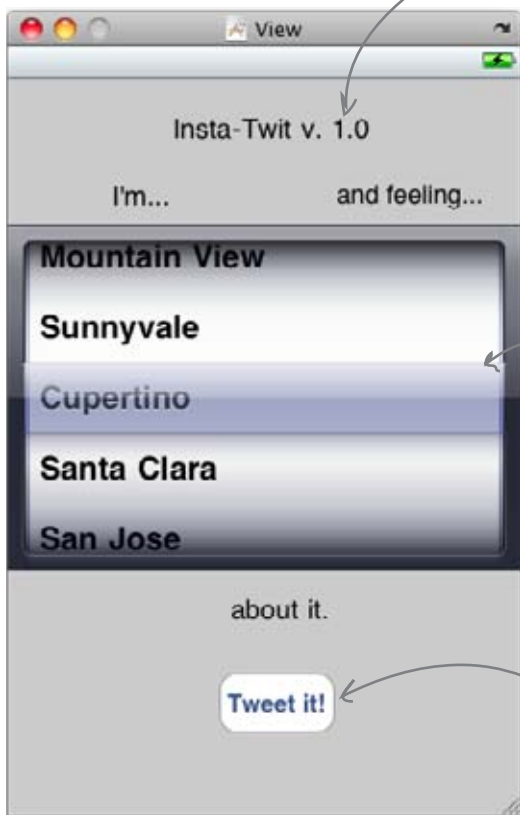 View
Insta-Twit v. 1.0
I'm... and feeling...
Mountain View
Sunnyvale
Cupertino
Santa Clara
San Jose
about it.
Tweet it!